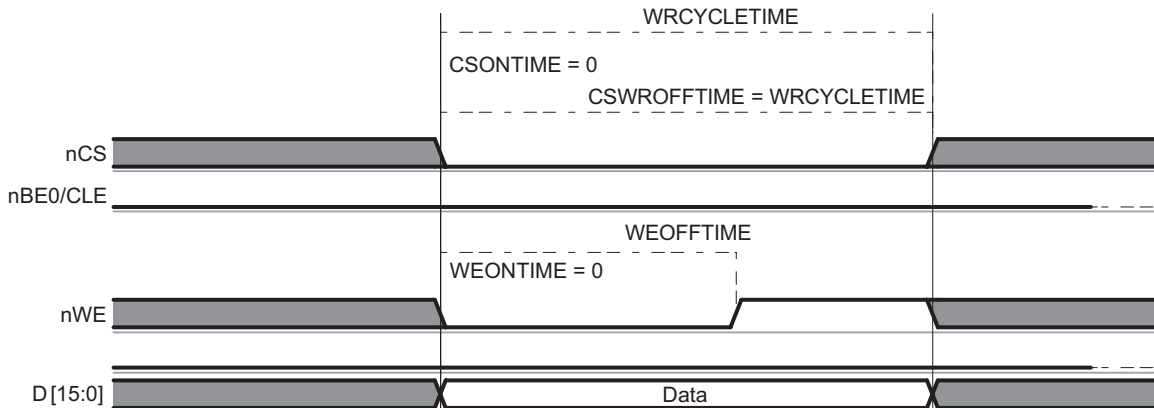 WRCYCLETIME
CSONTIME = 0
CSWROFFTIME = WRCYCLETIME
nCS
nBE0/CLE
WEOFFTIME
WEONTIME = 0
nWE
D[15:0]
Data